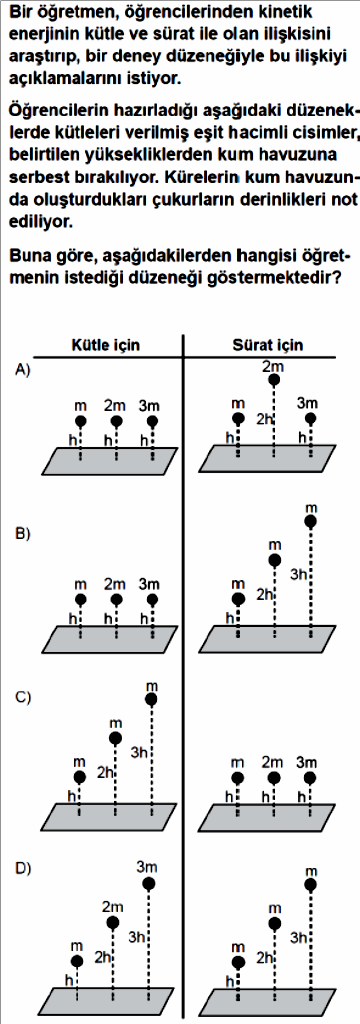 Bir öğretmen, öğrencilerinden kinetik
enerjinin kütle ve sürat ile olan ilişkisini
araştırıp, bir deney düzeneğiyle bu ilişkiyi
açıklamalarını istiyor.
Öğrencilerin hazırladığı aşağıdaki düzenek-
lerde kütleleri verilmiş eşit hacimli cisimler,
belirtilen yüksekliklerden kum havuzuna
serbest bırakılıyor. Kürelerin kum havuzun-
da oluşturdukları çukurların derinlikleri not
ediliyor.
Buna göre, aşağıdakilerden hangisi öğret-
menin istediği düzeneği göstermektedir?
Kütle için Sürat için
A)
m 2m 3m
h h h
m 2m 3m
h 2h h
B)
m 2m 3m
h h h
m m m
h 2h 3h
C)
m m m
h 2h 3h
m 2m 3m
h h h
D)
m 2m 3m
h 2h 3h
m m m
h 2h 3h